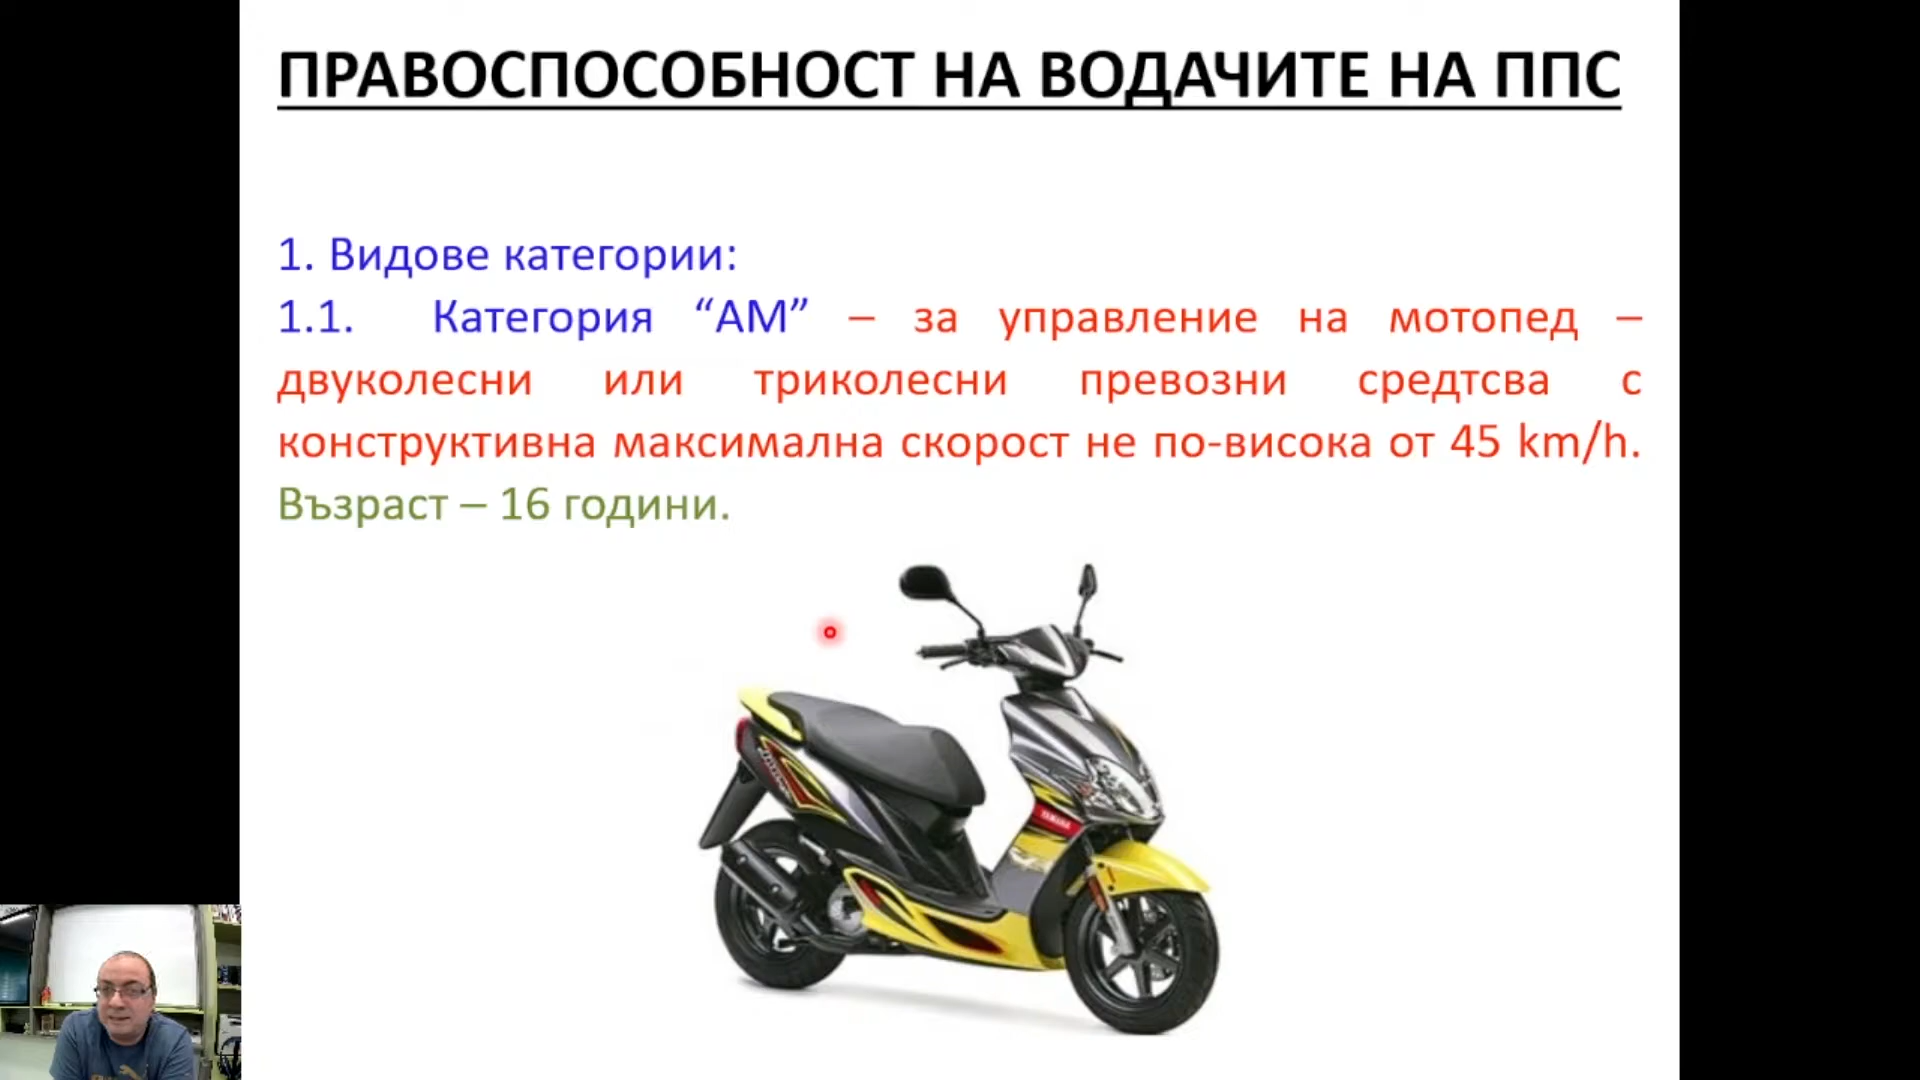 ПРАВОСПОСОБНОСТ НА ВОДАЧИТЕ НА ППС
1. Видове категории:
1.1. Категория “АМ” – за управление на мотопед –
двуколесни или триколесни превозни средтсва с
конструктивна максимална скорост не по-висока от 45 km/h.
Възраст – 16 години.
YAMAHA